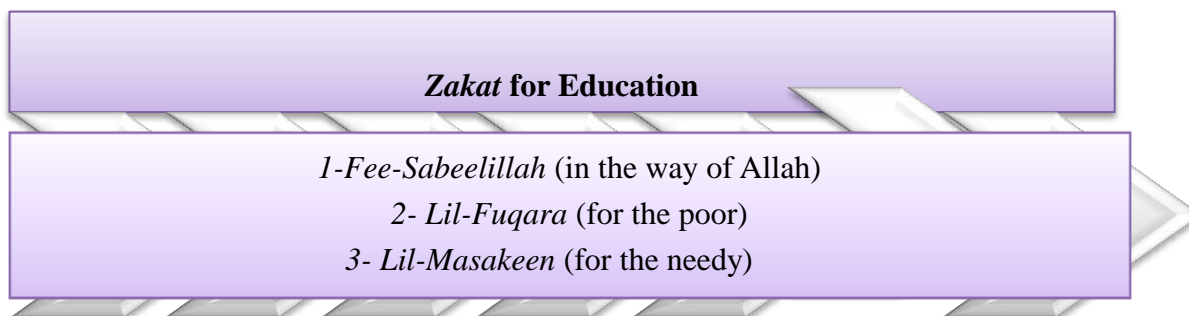 Zakat for Education
1-Fee-Sabeelillah (in the way of Allah)
2- Lil-Fuqara (for the poor)
3- Lil-Masakeen (for the needy)